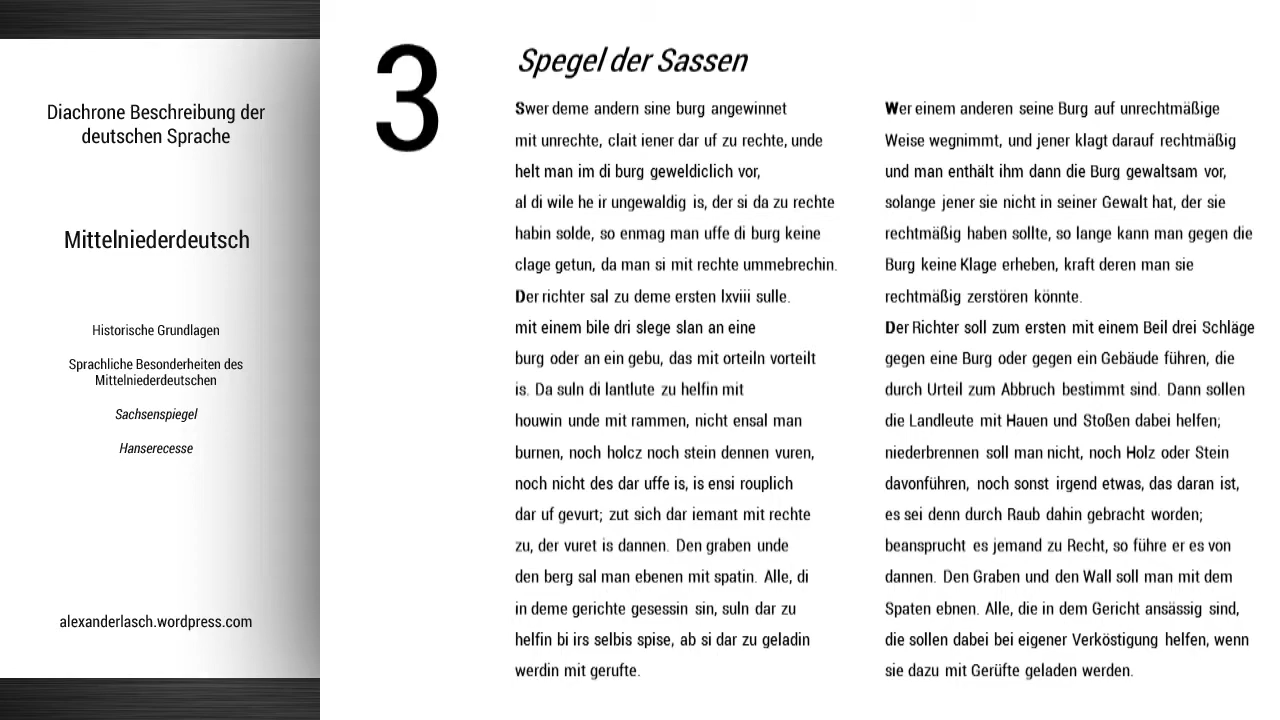 Diachrone Beschreibung der
deutschen Sprache
Mittelniederdeutsch
Historische Grundlagen
Sprachliche Besonderheiten des
Mittelniederdeutschen
Sachsenspiegel
Hanserecesse
alexanderlasch.wordpress.com
3
Spegel der Sassen
Swer deme andern sine burg angewinnet
mit unrechte, clait iener dar uf zu rechte, unde
helt man im di burg geweldiclich vor,
al di wile he ir ungewaldig is, der si da zu rechte
habin solde, so enmag man uffe di burg keine
clage getun, da man si mit rechte ummebrechin.
Der richter sal zu deme ersten lxviii sulle.
mit einem bile dri slege slan an eine
burg oder an ein gebu, das mit orteiln vorteilt
is. Da suln di lantlute zu helfin mit
houwin unde mit rammen, nicht ensal man
burnen, noch holcz noch stein dennen vuren,
noch nicht des dar uffe is, is ensi rouplich
dar uf gevurt; zut sich dar iemant mit rechte
zu, der vuret is dannen. Den graben unde
den berg sal man ebenen mit spatin. Alle, di
in deme gerichte gesessin sin, suln dar zu
helfin bi irs selbis spise, ab si dar zu geladin
werdin mit gerufte.
Wer einem anderen seine Burg auf unrechtmäßige
Weise wegnimmt, und jener klagt darauf rechtmäßig
und man enthält ihm dann die Burg gewaltsam vor,
solange jener sie nicht in seiner Gewalt hat, der sie
rechtmäßig haben sollte, so lange kann man gegen die
Burg keine Klage erheben, kraft deren man sie
rechtmäßig zerstören könnte.
Der Richter soll zum ersten mit einem Beil drei Schläge
gegen eine Burg oder gegen ein Gebäude führen, die
durch Urteil zum Abbruch bestimmt sind. Dann sollen
die Landleute mit Hauen und Stoßen dabei helfen;
niederbrennen soll man nicht, noch Holz oder Stein
davonführen, noch sonst irgend etwas, das daran ist,
es sei denn durch Raub dahin gebracht worden;
beansprucht es jemand zu Recht, so führe er es von
dannen. Den Graben und den Wall soll man mit dem
Spaten ebnen. Alle, die in dem Gericht ansässig sind,
die sollen dabei bei eigener Verköstigung helfen, wenn
sie dazu mit Gerüfte geladen werden.